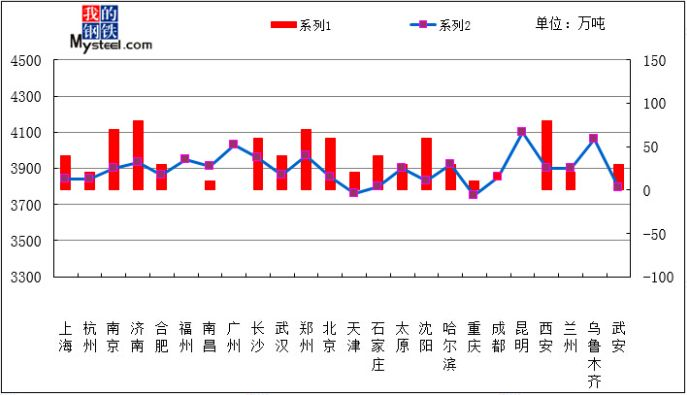 我的
钢铁
Mysteel.com
系列1
系列2
单位：万吨
4500
4300
4100
3900
3700
3500
3300
150
100
50
0
-50
-100
上海
杭州
南京
济南
合肥
福州
南昌
广州
长沙
武汉
郑州
北京
天津
石家庄
太原
沈阳
哈尔滨
重庆
成都
昆明
西安
兰州
乌鲁木齐
武安